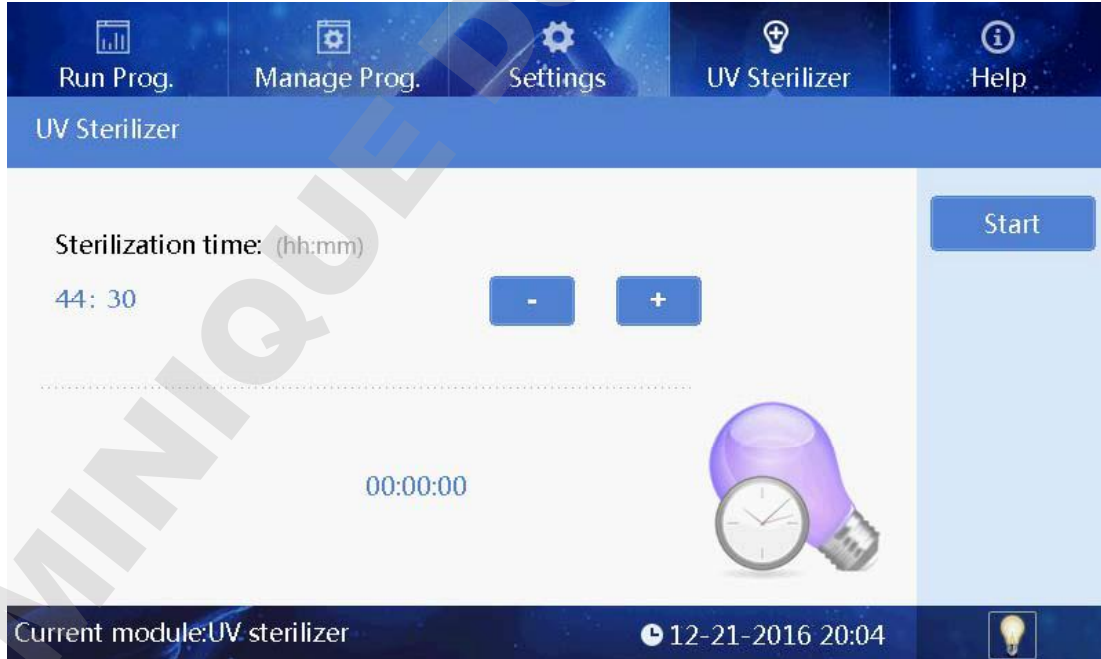 Run Prog. Manage Prog. Settings UV Sterilizer Help
UV Sterilizer
Start
Sterilization time: (hh:mm)
44: 30 - +
00:00:00
Current module:UV sterilizer 12-21-2016 20:04